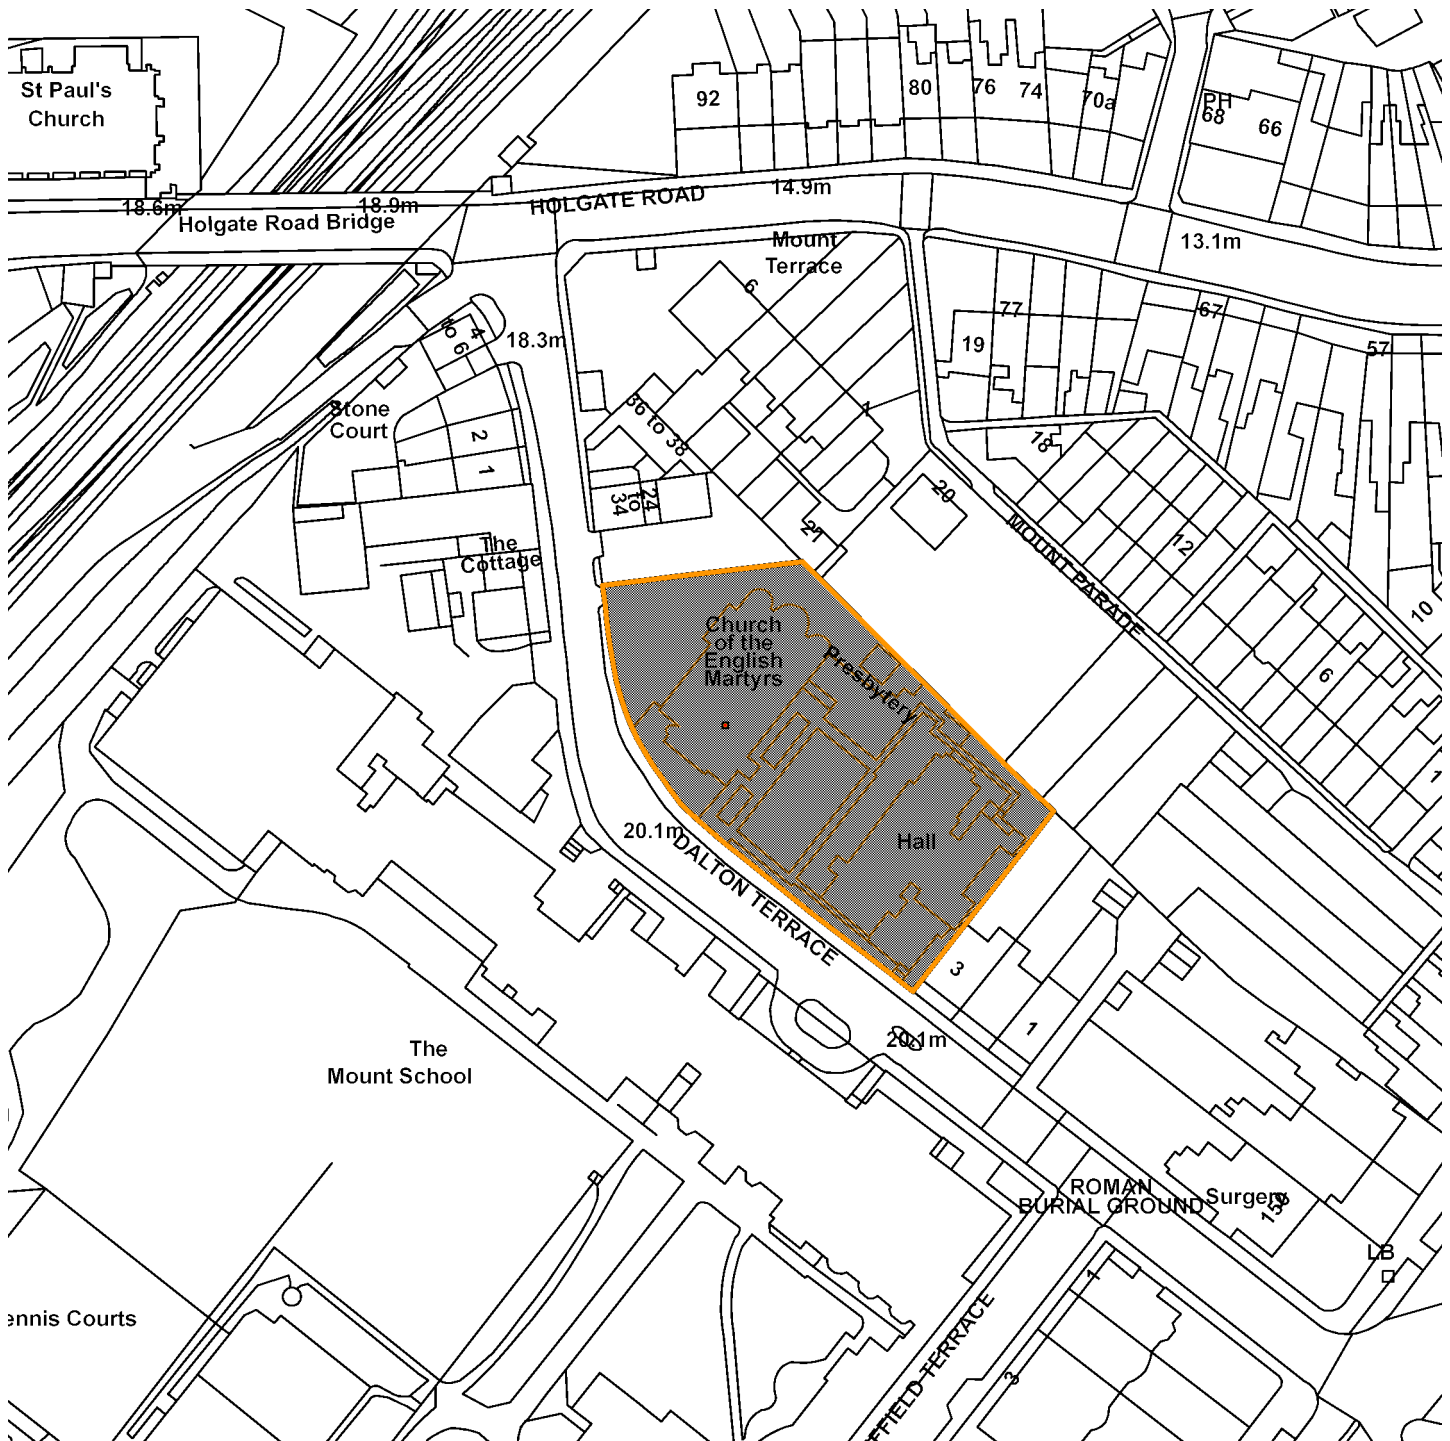 St Paul's
Church
92
80
76
74
70a
PH
68
66
18.6m
18.9m
Holgate Road Bridge
HOLGATE ROAD
14.9m
13.1m
Mount
Terrace
6
77
67
57
19
4
to 6
18.3m
Stone
Court
2
1
36 to 38
1
18
24
to
34
20
21
12
MOUNT PARADE
The
Cottage
10
6
1
Church
of the
English
Martyrs
Presbytery
Hall
20.1m
DALTON TERRACE
3
1
20.1m
The
Mount School
ROMAN
BURIAL GROUND
Surgery
LB
1
3
ennis Courts
EFFIELD TERRACE